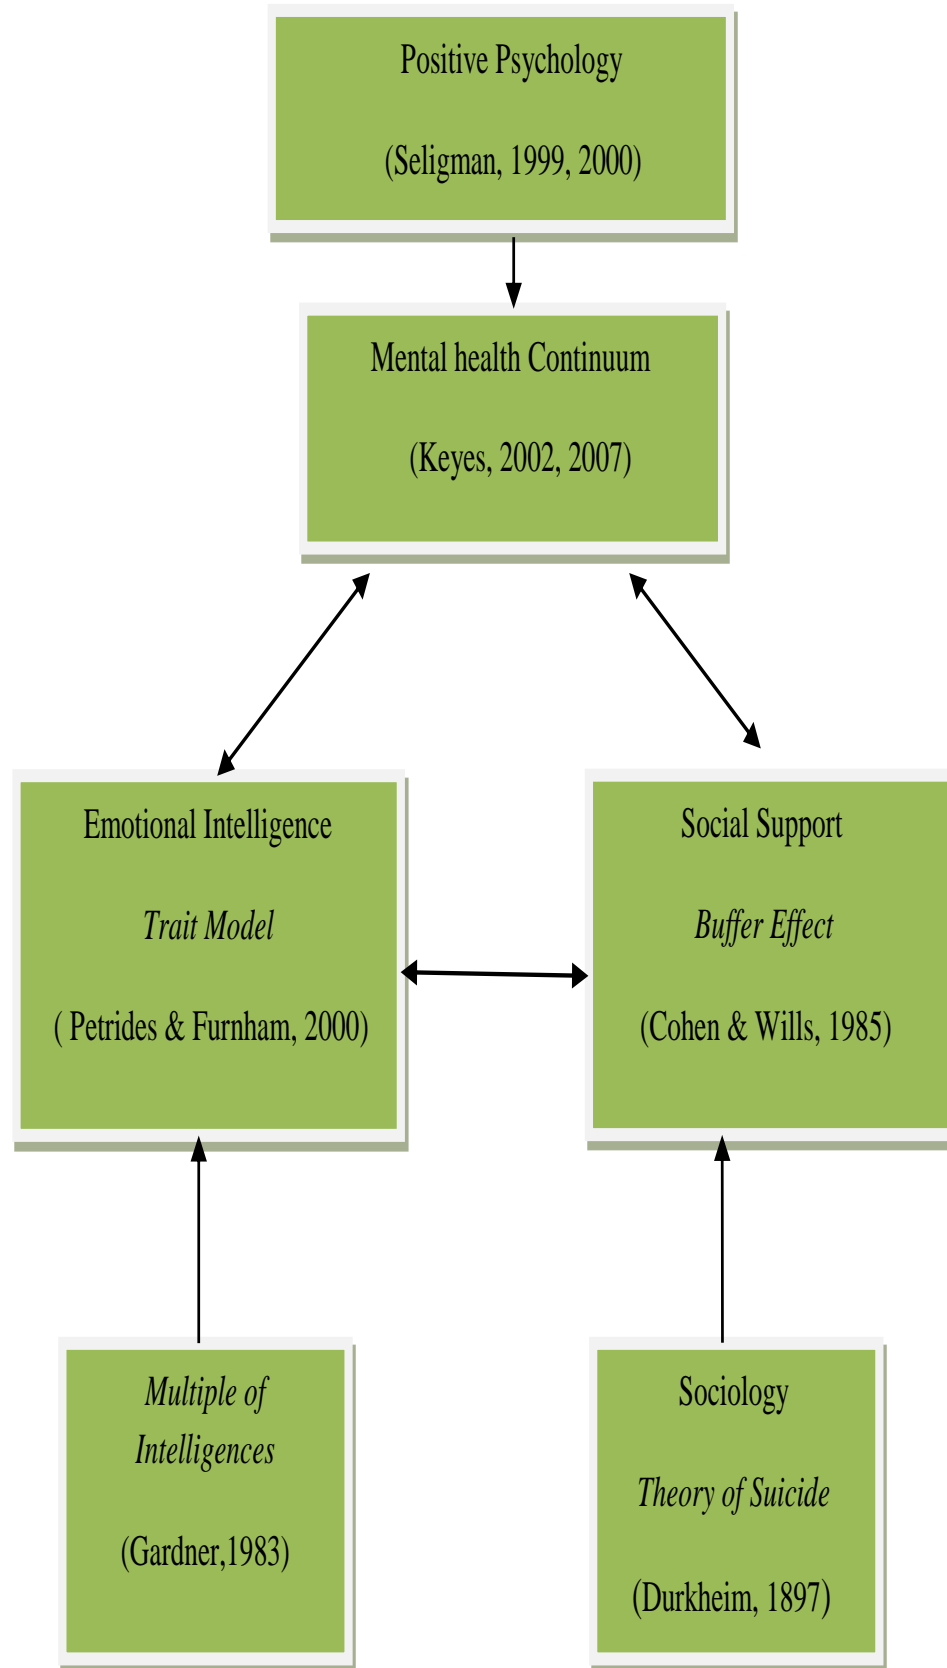 Positive Psychology
(Seligman, 1999, 2000)
Mental health Continuum
(Keyes, 2002, 2007)
Emotional Intelligence
Trait Model
( Petrides & Furnham, 2000)
Social Support
Buffer Effect
(Cohen & Wills, 1985)
Multiple of
Intelligences
(Gardner,1983)
Sociology
Theory of Suicide
(Durkheim, 1897)